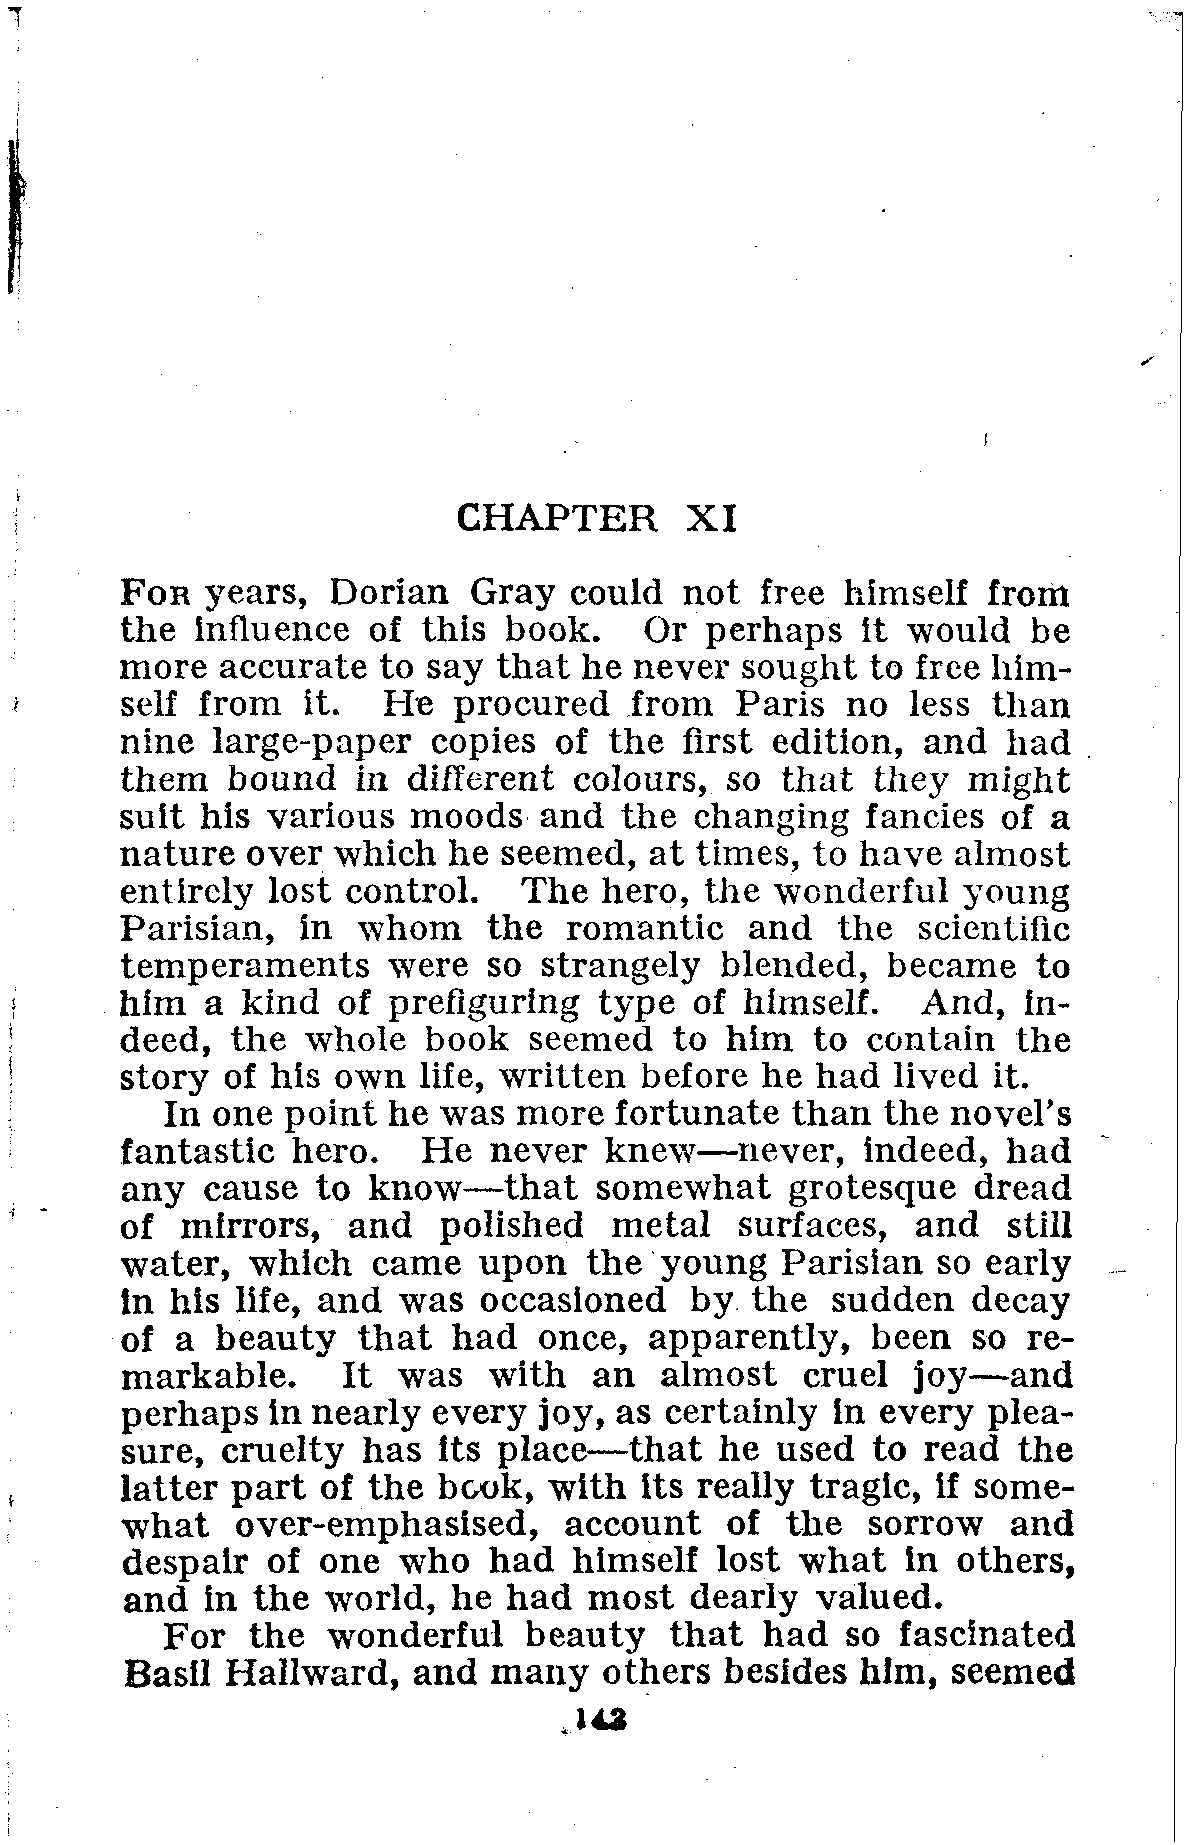 CHAPTER XI
FOR years, Dorian Gray could not free himself from
the influence of this book. Or perhaps it would be
more accurate to say that he never sought to free him-
self from it. He procured from Paris no less than
nine large-paper copies of the first edition, and had
them bound in different colours, so that they might
suit his various moods and the changing fancies of a
nature over which he seemed, at times, to have almost
entirely lost control. The hero, the wonderful young
Parisian, in whom the romantic and the scientific
temperaments were so strangely blended, became to
him a kind of prefiguring type of himself. And, in-
deed, the whole book seemed to him to contain the
story of his own life, written before he had lived it.
In one point he was more fortunate than the novel's
fantastic hero. He never knew—never, indeed, had
any cause to know—that somewhat grotesque dread
of mirrors, and polished metal surfaces, and still
water, which came upon the young Parisian so early
in his life, and was occasioned by the sudden decay
of a beauty that had once, apparently, been so re-
markable. It was with an almost cruel joy—and
perhaps in nearly every joy, as certainly in every plea-
sure, cruelty has its place—that he used to read the
latter part of the book, with its really tragic, if some-
what over-emphasised, account of the sorrow and
despair of one who had himself lost what in others,
and in the world, he had most dearly valued.
For the wonderful beauty that had so fascinated
Basil Hallward, and many others besides him, seemed
142